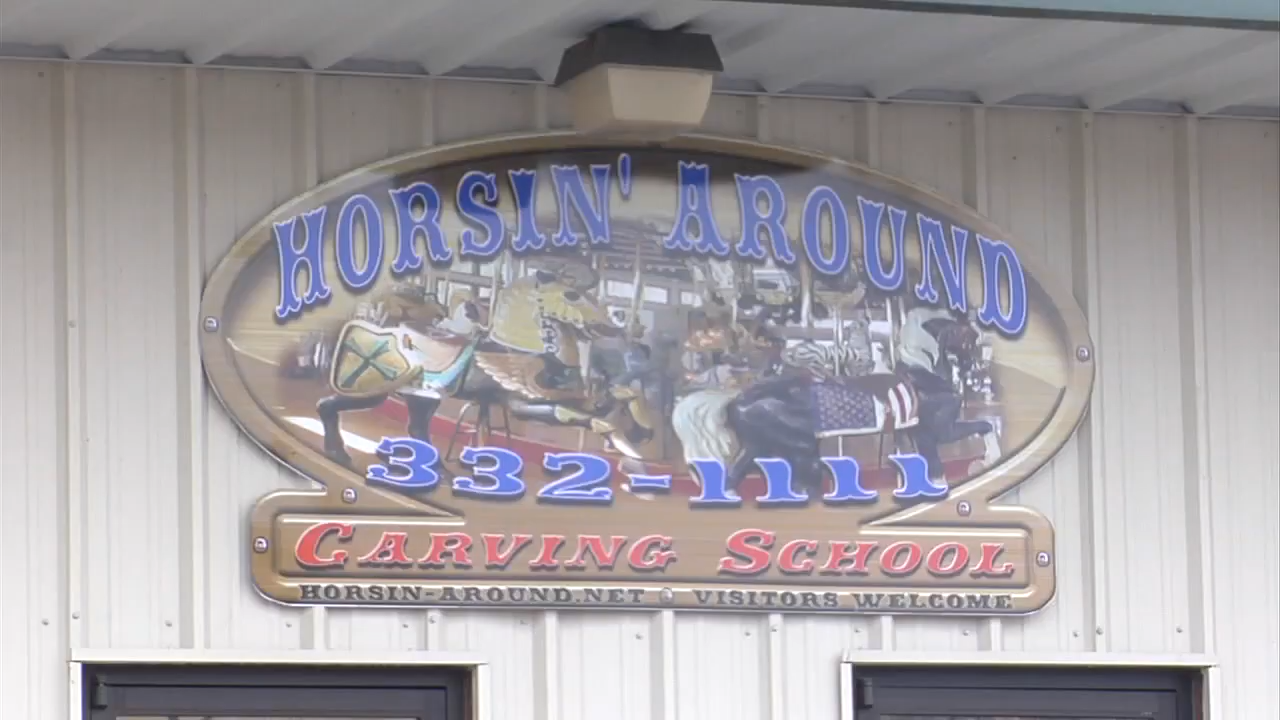 HORSIN' AROUND
332-1111
CARVING SCHOOL
HORSIN-AROUND.NET VISITORS WELCOME